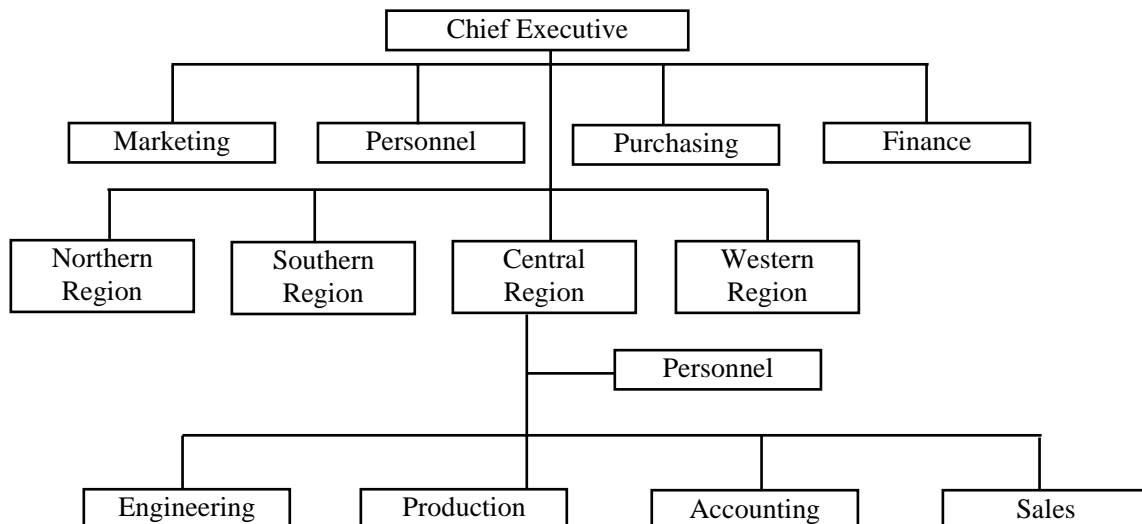 Chief Executive
Marketing
Personnel
Purchasing
Finance
Northern
Region
Southern
Region
Central
Region
Western
Region
Personnel
Engineering
Production
Accounting
Sales